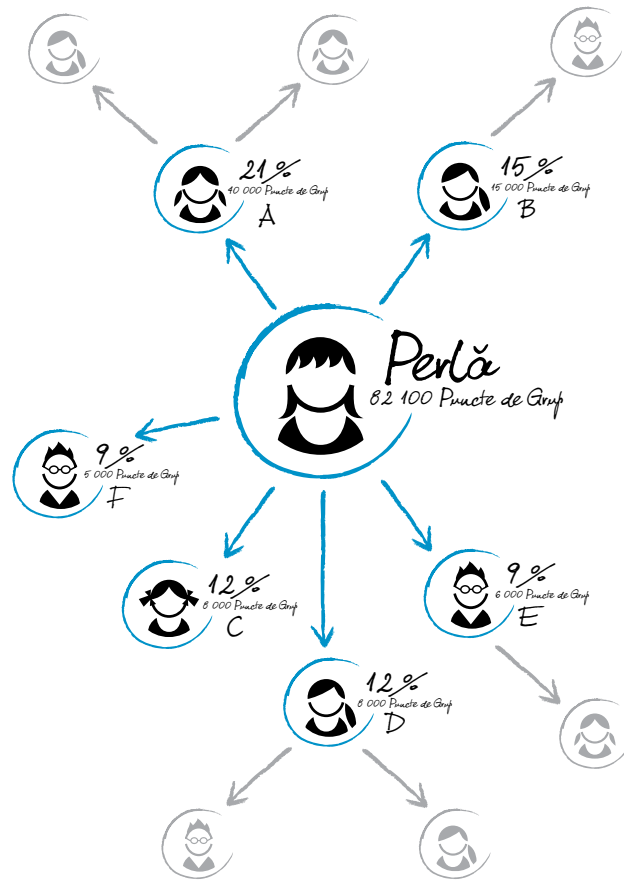 21%
40 000 Puncte de Grup
A
15%
15 000 Puncte de Grup
B
Perlă
82 100 Puncte de Grup
9%
5 000 Puncte de Grup
F
12%
8 000 Puncte de Grup
C
9%
6 000 Puncte de Grup
E
12%
8 000 Puncte de Grup
D